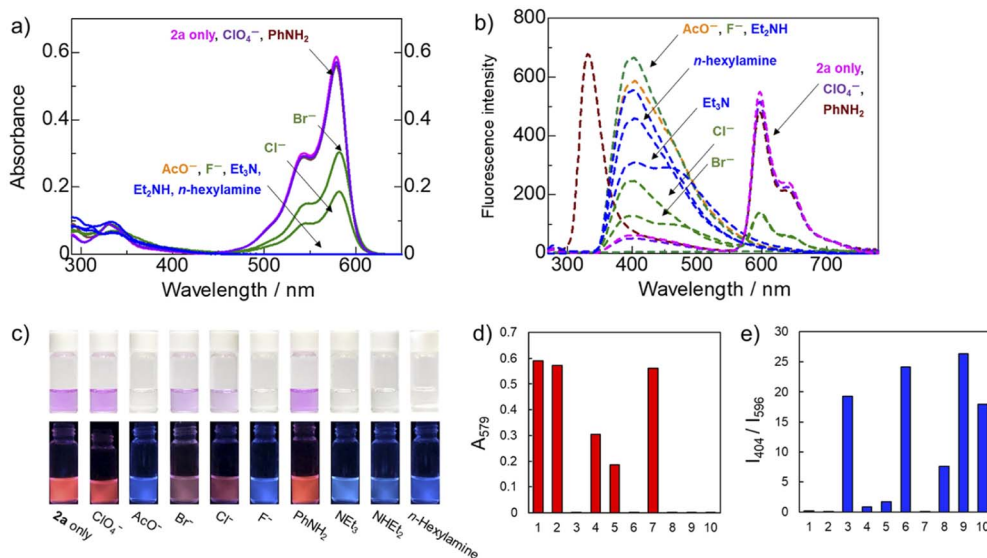 a)
0.6
0.4
0.2
0
Absorbance
0.6
0.4
0.2
0
300
400
500
600
Wavelength / nm
2a only, ClO₄⁻, PhNH₂
Br⁻
Cl⁻
AcO⁻, F⁻, Et₃N,
Et₂NH, n-hexylamine
b)
800
700
600
500
400
300
200
100
0
Fluorescence intensity
300
400
500
600
700
Wavelength / nm
AcO⁻, F⁻, Et₂NH
n-hexylamine
Et₃N
Cl⁻
Br⁻
2a only,
ClO₄⁻,
PhNH₂
c)
2a only
ClO₄⁻
AcO⁻
Br⁻
Cl⁻
F⁻
PhNH₂
NEt₃
NHEt₂
n-Hexylamine
d)
0.7
0.6
0.5
0.4
0.3
0.2
0.1
0
A₅₇₉
1 2 3 4 5 6 7 8 9 10
e)
30
25
20
15
10
5
0
I₄₀₄ / I₅₉₆
1 2 3 4 5 6 7 8 9 10